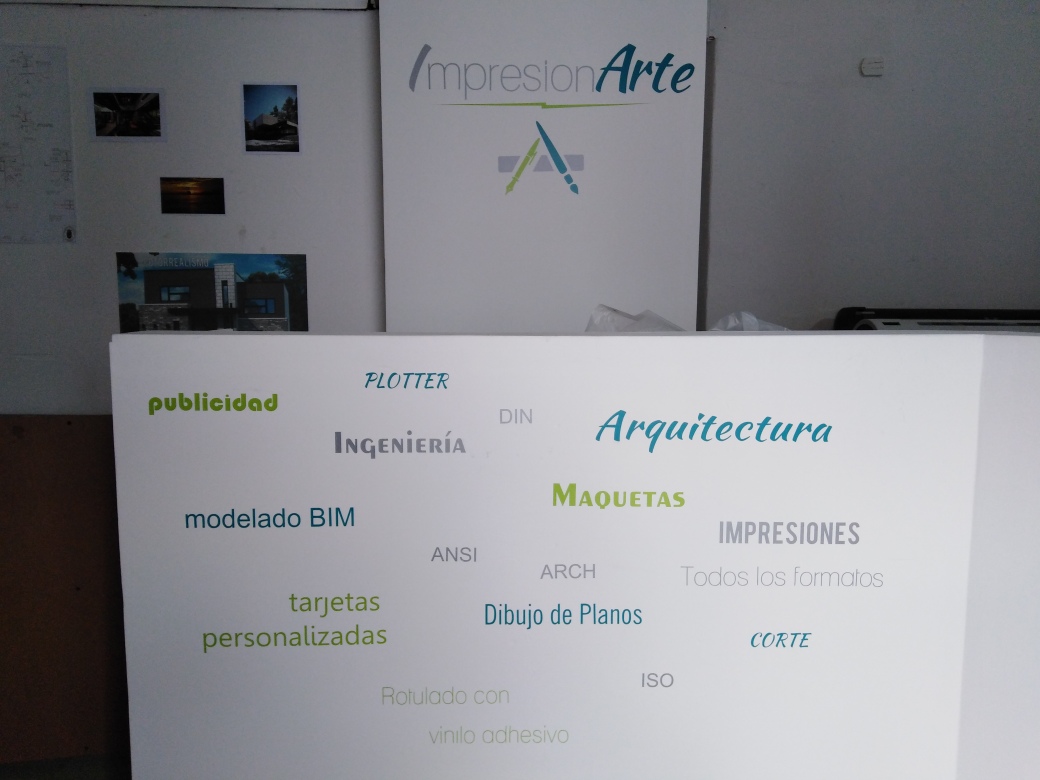 ImpresionArte
PLOTTER
publicidad
DIN
Arquitectura
INGENIERÍA
MAQUETAS
modelado BIM
IMPRESIONES
ANSI
ARCH
Todos los formatos
tarjetas
personalizadas
Dibujo de Planos
CORTE
ISO
Rotulado con
vinilo adhesivo